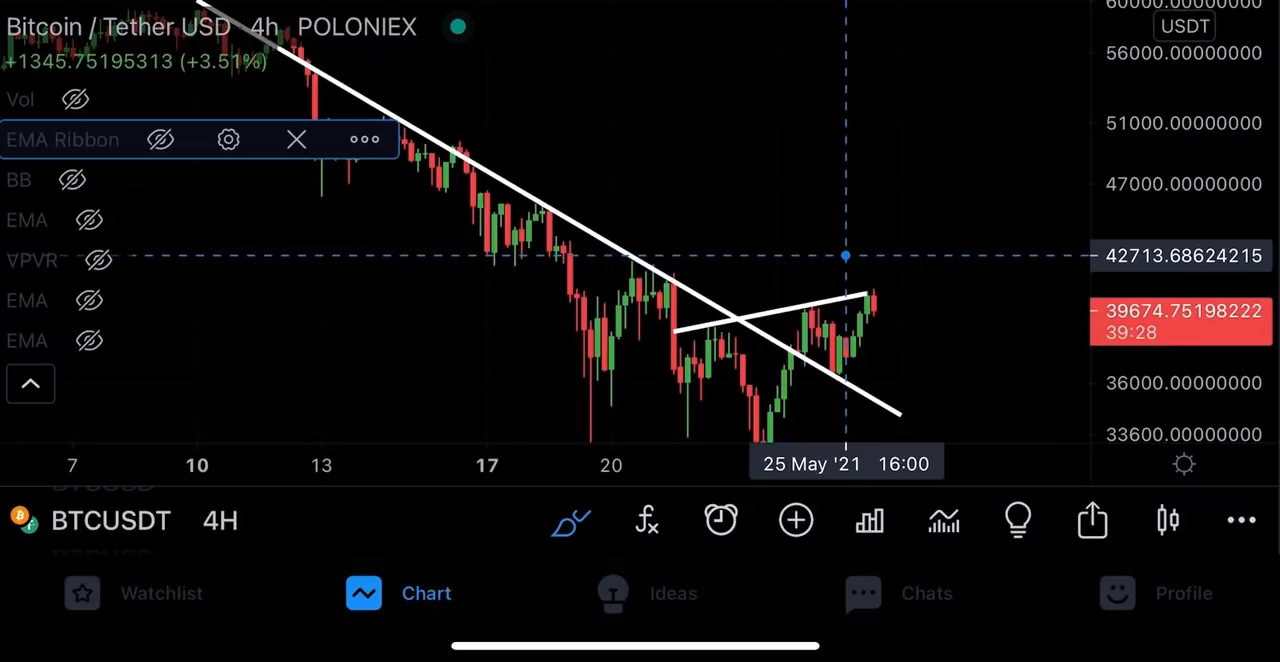 60000.00000000
Bitcoin / Tether USD 4h POLONIEX
USDT
+1345.75195313 (+3.51%)
56000.00000000
Vol
51000.00000000
EMA Ribbon
BB
47000.00000000
EMA
VPVR
42713.68624215
EMA
39674.75198222
39:28
EMA
36000.00000000
33600.00000000
7 10 13 17 20
25 May '21 16:00
BTCUSDT 4H
Watchlist Chart Ideas Chats Profile